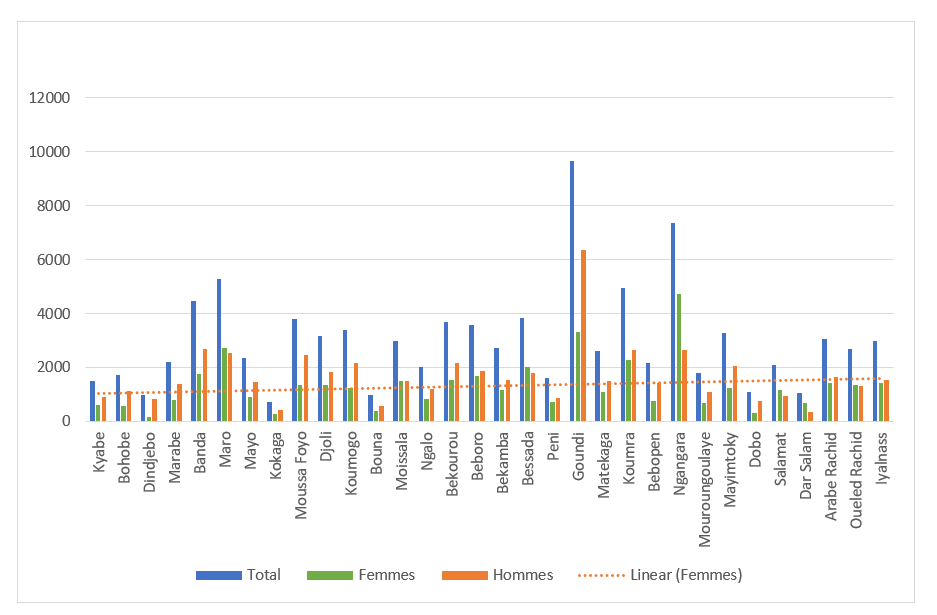 12000
10000
8000
6000
4000
2000
0
Kyabe
Bohobe
Dindjebo
Marabe
Banda
Maro
Mayo
Kokaga
Moussa Foyo
Djoli
Koumogo
Bouna
Moissala
Ngalo
Bekourou
Beboro
Bekamba
Bessada
Peni
Goundi
Matekaga
Koumra
Bebopen
Ngangara
Mouroungoulaye
Mayimtoky
Dobo
Salamat
Dar Salam
Arabe Rachid
Oueled Rachid
Iyalnass
Total Femmes Hommes Linear (Femmes)